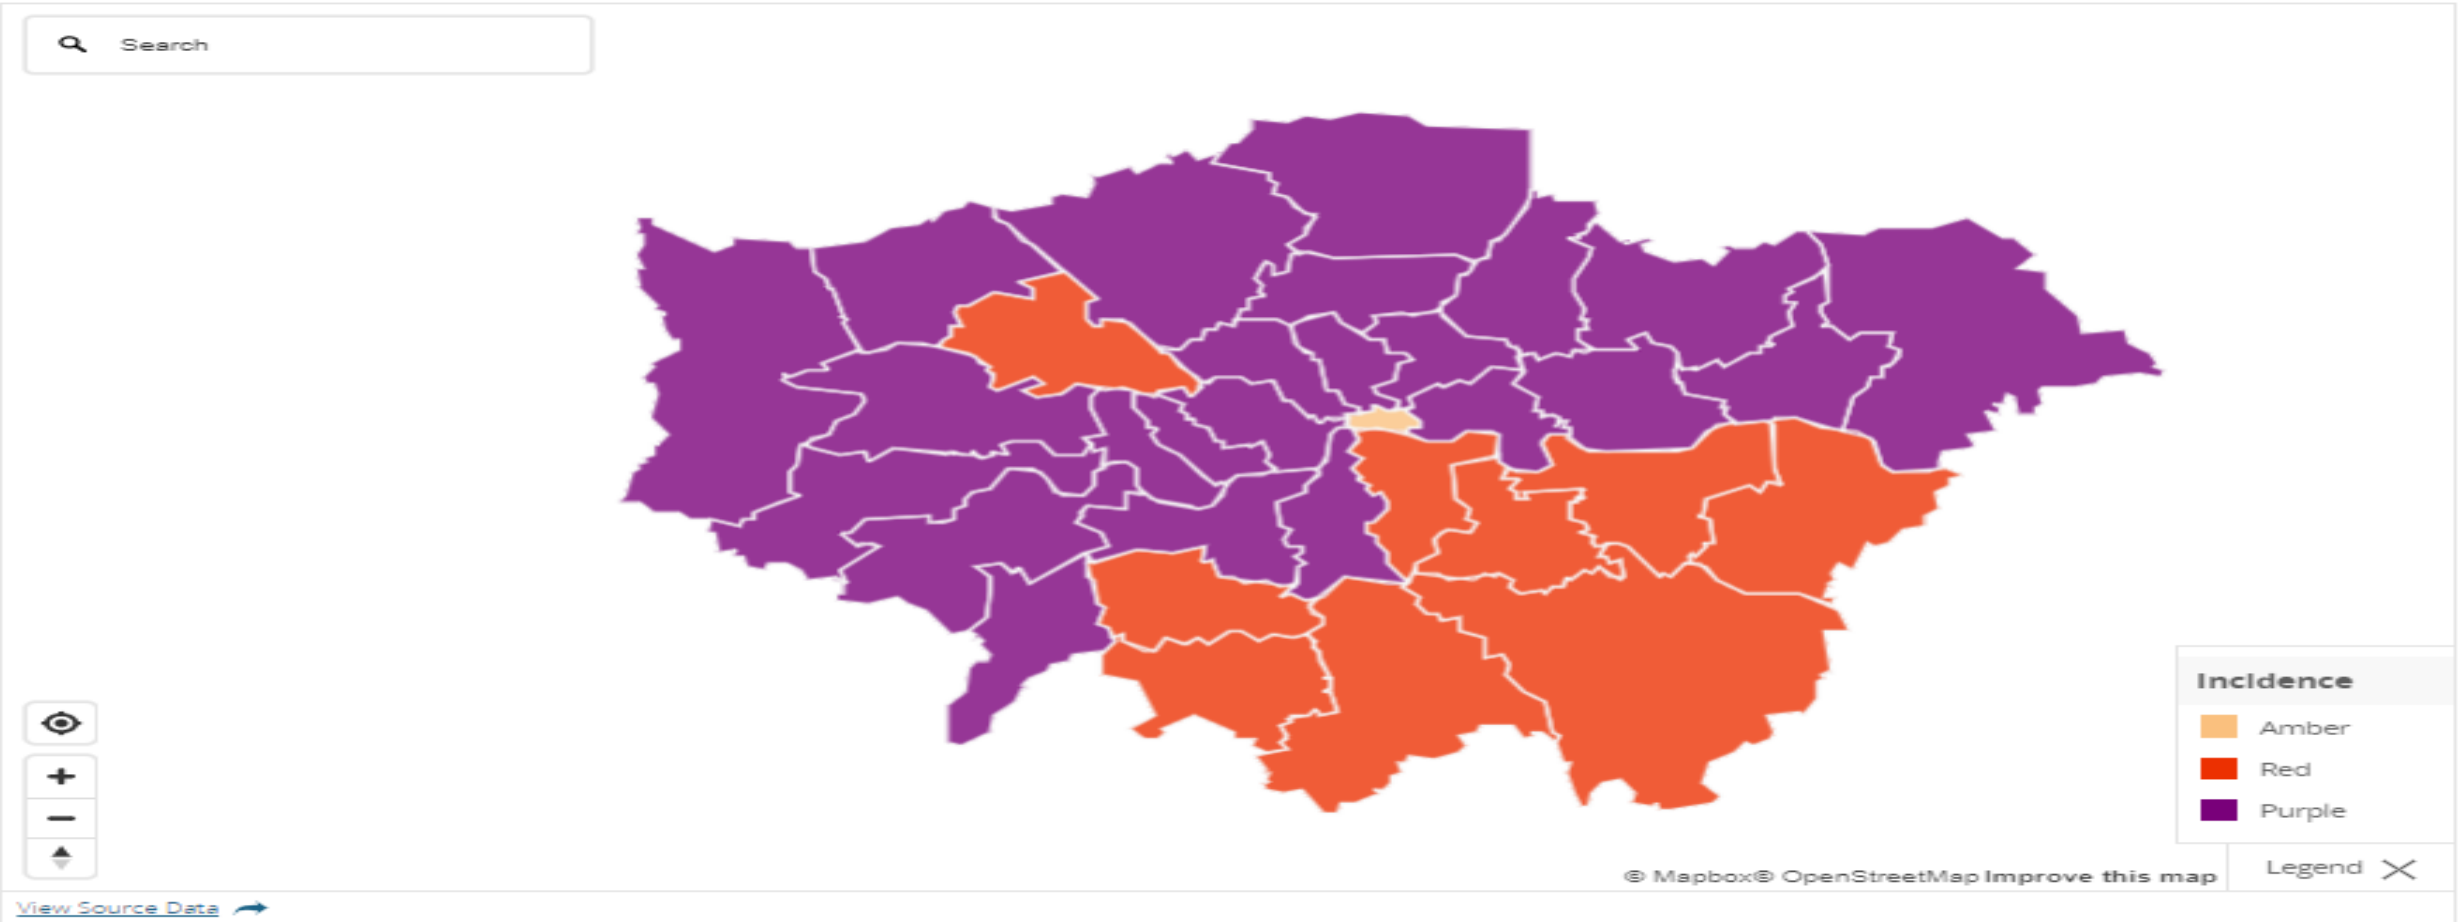 Search
Incidence
Amber
Red
Purple
Legend
© Mapbox© OpenStreetMap Improve this map
View Source Data